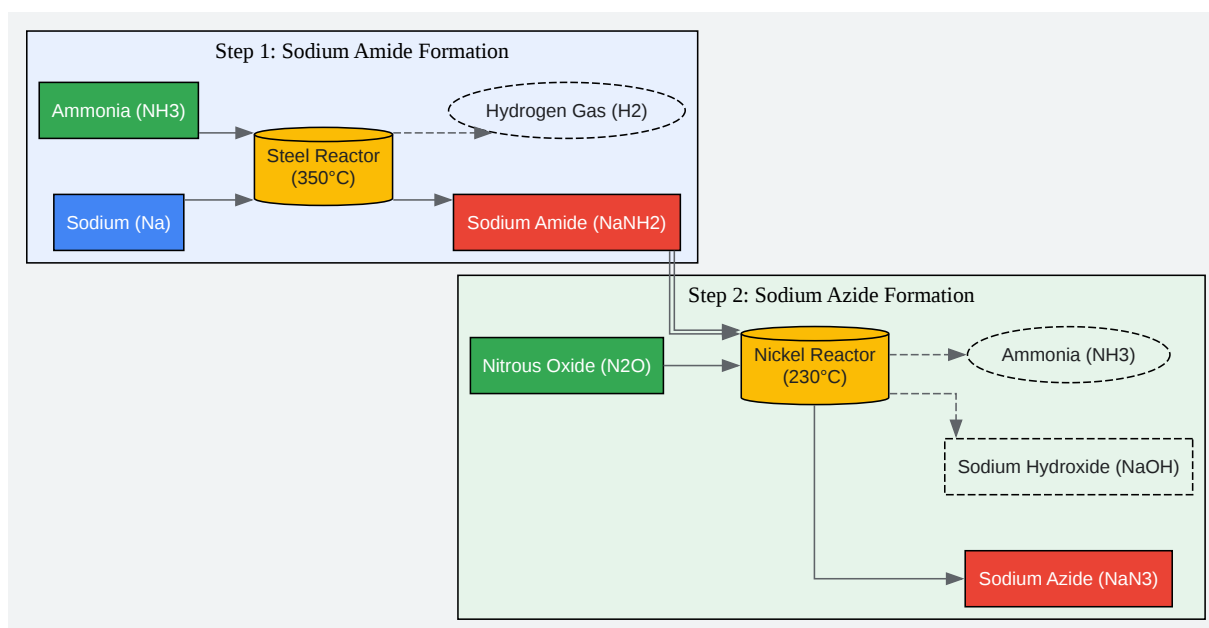 Step 1: Sodium Amide Formation
Ammonia (NH3)
Hydrogen Gas (H2)
Steel Reactor
(350°C)
Sodium (Na)
Sodium Amide (NaNH2)
Step 2: Sodium Azide Formation
Nitrous Oxide (N2O)
Nickel Reactor
(230°C)
Ammonia (NH3)
Sodium Hydroxide (NaOH)
Sodium Azide (NaN3)